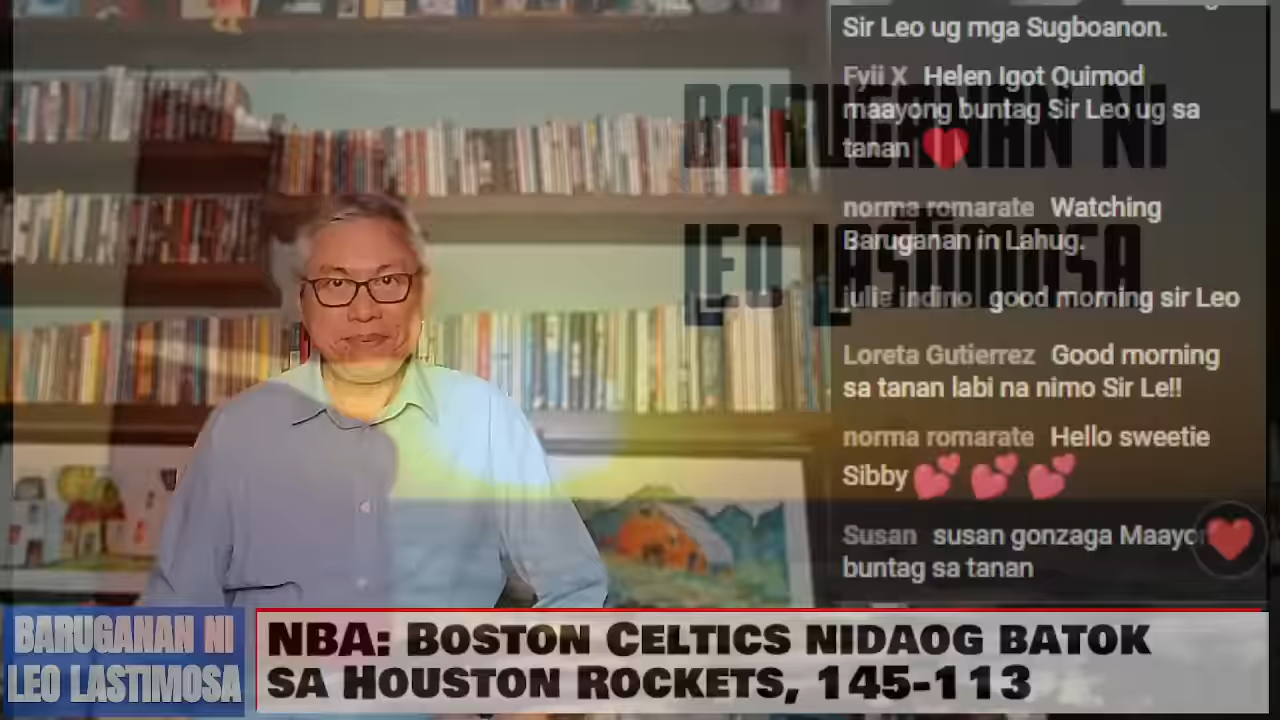 Sir Leo ug mga Sugboanon.
Fyii X Helen Igot Quimod
maayong buntag Sir Leo ug sa
tanan ❤️
norma romarate Watching
Baruganan in Lahug.
julie indino good morning sir Leo
Loreta Gutierrez Good morning
sa tanan labi na nimo Sir Le!!
norma romarate Hello sweetie
Sibby 💕 💕 💕
Susan susan gonzaga
buntag sa tanan
BARUGANAN NI
LEO LASTIMOSA
BARUGANAN NI
LEO LASTIMOSA
NBA: BOSTON CELTICS NIDAOG BATOK
SA HOUSTON ROCKETS, 145-113